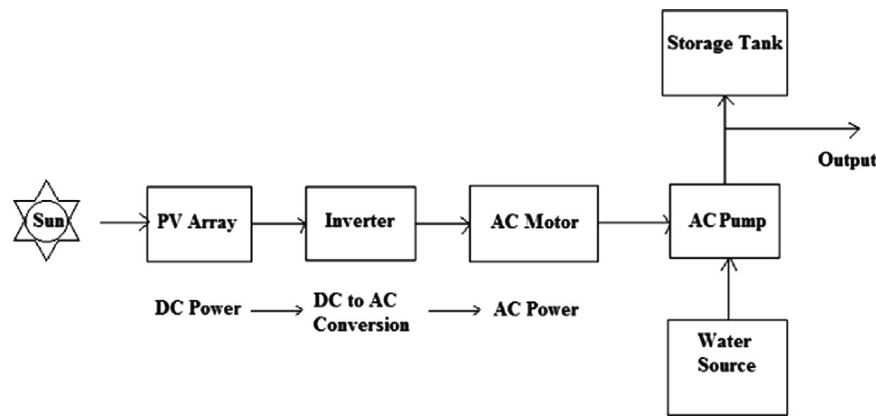 Storage Tank
Output
Sun
PV Array
Inverter
AC Motor
AC Pump
DC Power
DC to AC
Conversion
AC Power
Water
Source